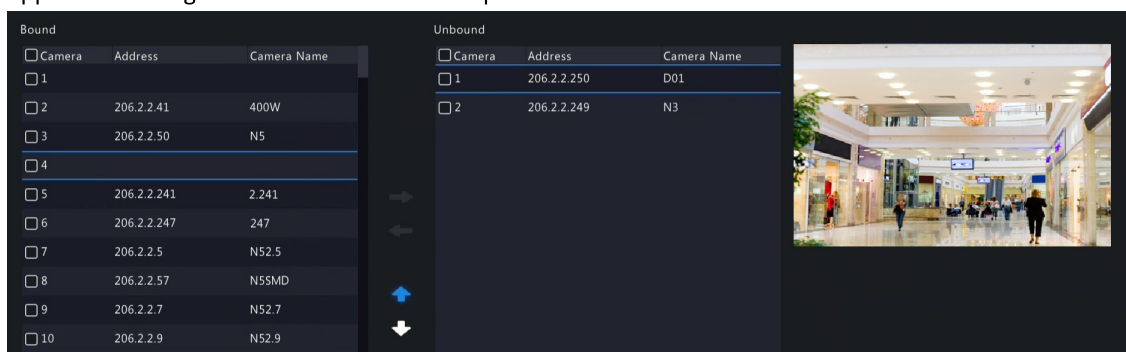 Bound
Camera Address Camera Name
1
2 206.2.2.41 400W
3 206.2.2.50 N5
4
5 206.2.2.241 2.241
6 206.2.2.247 247
7 206.2.2.5 N52.5
8 206.2.2.57 N5SMD
9 206.2.2.7 N52.7
10 206.2.2.9 N52.9
Unbound
Camera Address Camera Name
1 206.2.2.250 D01
2 206.2.2.249 N3